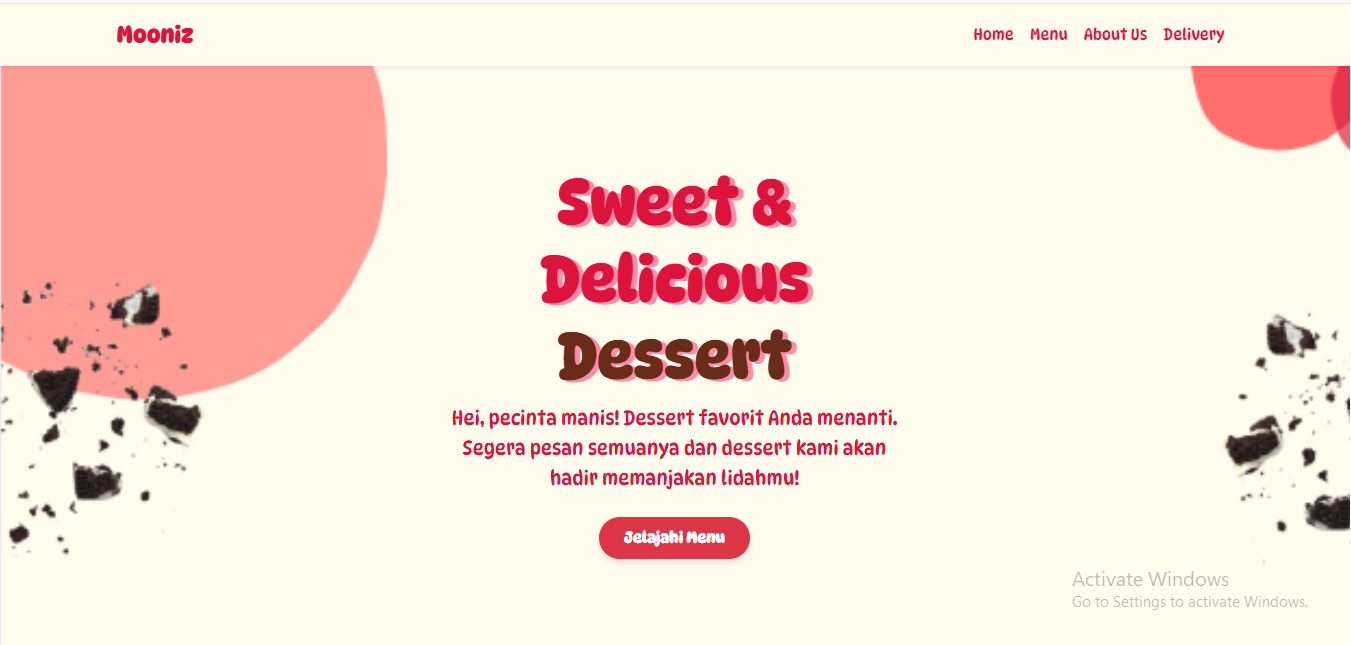 Mooniz
Home Menu About Us Delivery
Sweet &
Delicious
Dessert
Hei, pecinta manis! Dessert favorit Anda menanti.
Segera pesan semuanya dan dessert kami akan
hadir memanjakan lidahmu!
Jelajahi Menu
Activate Windows
Go to Settings to activate Windows.